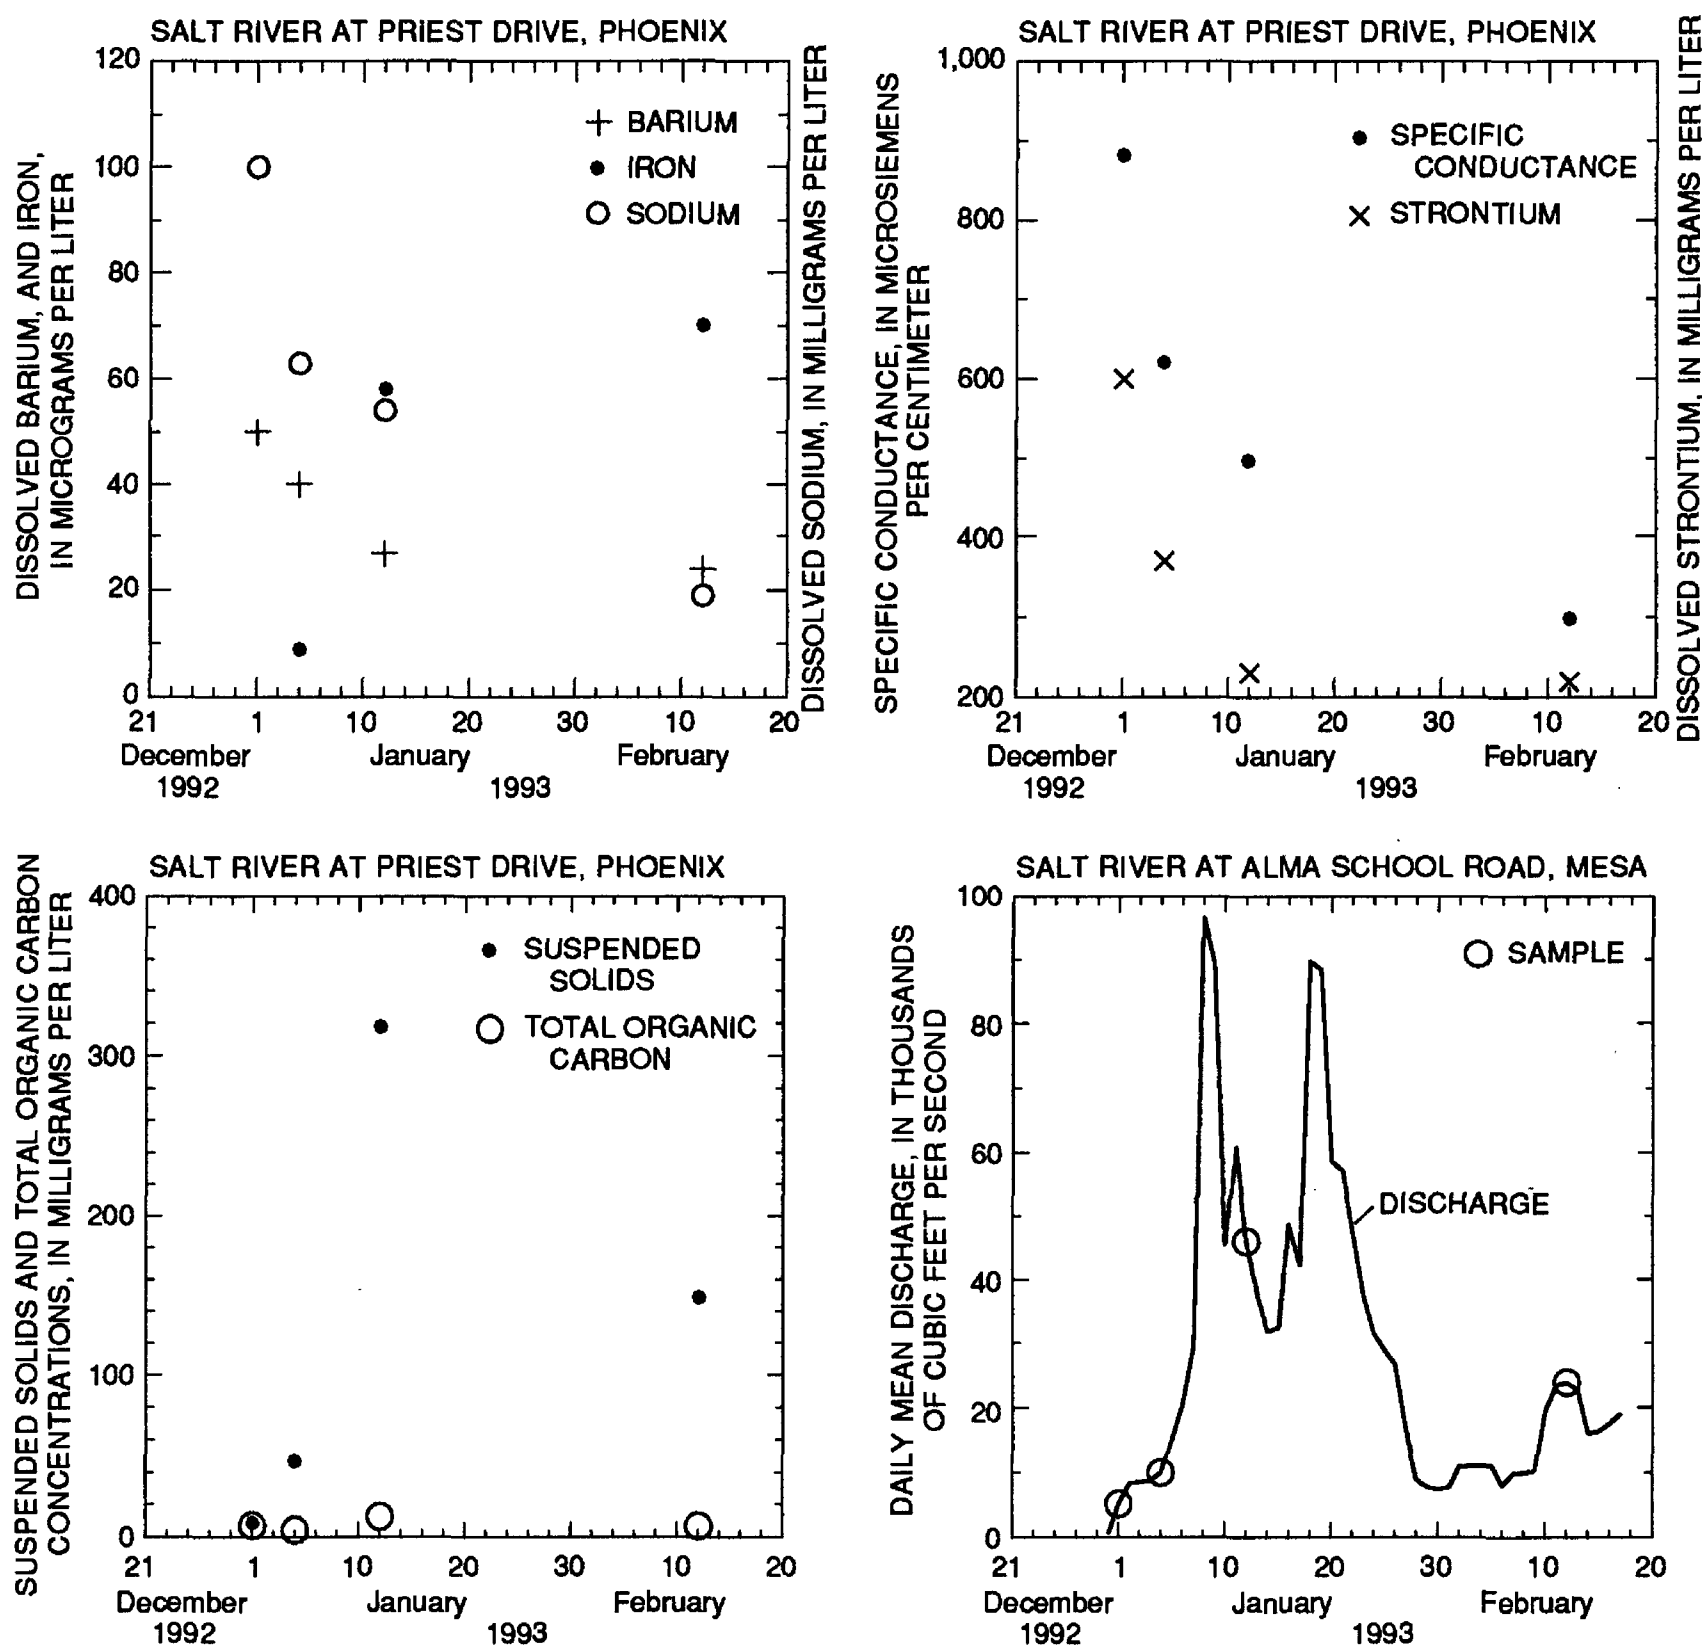 SALT RIVER AT PRIEST DRIVE, PHOENIX
DISSOLVED BARIUM, AND IRON,
IN MICROGRAMS PER LITER
120
100
80
60
40
20
0
+ BARIUM
● IRON
○ SODIUM
DISSOLVED SODIUM, IN MILLIGRAMS PER LITER
21 1 10 20 30 10 20
December January February
1992 1993
SALT RIVER AT PRIEST DRIVE, PHOENIX
SPECIFIC CONDUCTANCE, IN MICROSIEMENS
PER CENTIMETER
1,000
800
600
400
200
● SPECIFIC
CONDUCTANCE
× STRONTIUM
DISSOLVED STRONTIUM, IN MILLIGRAMS PER LITER
21 1 10 20 30 10 20
December January February
1992 1993
SALT RIVER AT PRIEST DRIVE, PHOENIX
SUSPENDED SOLIDS AND TOTAL ORGANIC CARBON
CONCENTRATIONS, IN MILLIGRAMS PER LITER
400
300
200
100
0
● SUSPENDED
SOLIDS
○ TOTAL ORGANIC
CARBON
21 1 10 20 30 10 20
December January February
1992 1993
SALT RIVER AT ALMA SCHOOL ROAD, MESA
DAILY MEAN DISCHARGE, IN THOUSANDS
OF CUBIC FEET PER SECOND
100
80
60
40
20
0
○ SAMPLE
DISCHARGE
21 1 10 20 30 10 20
December January February
1992 1993